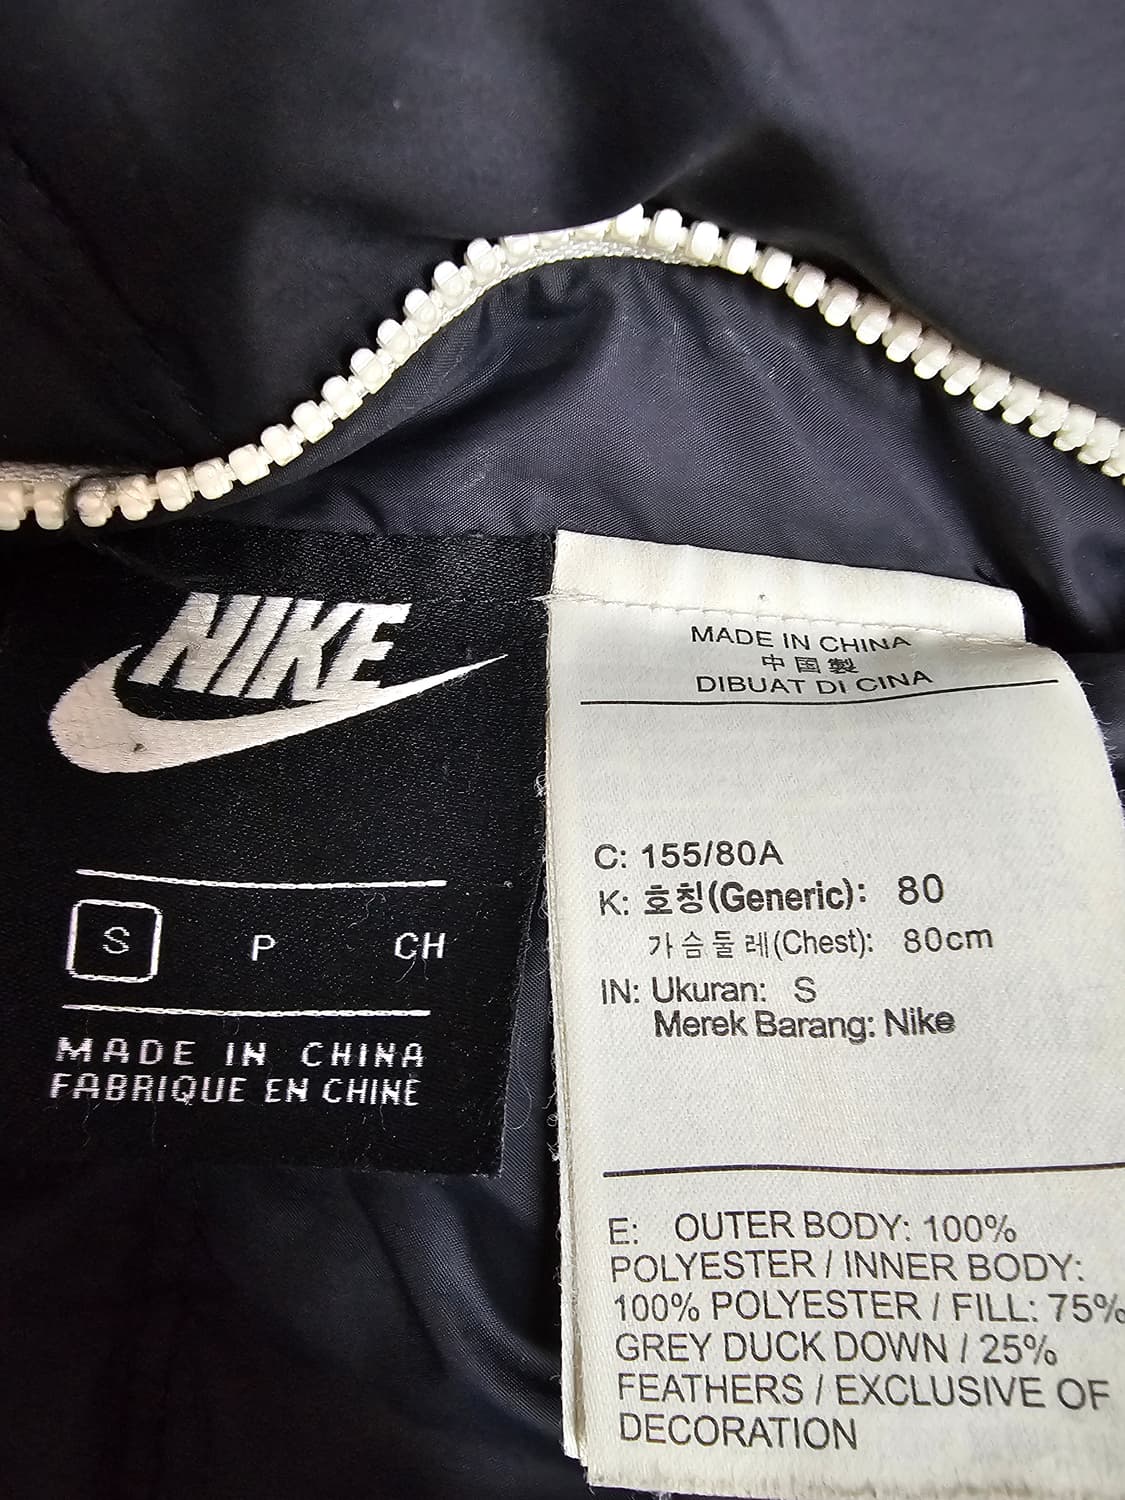 NIKE
S P CH
MADE IN CHINA
FABRIQUE EN CHINE
MADE IN CHINA
中国製
DIBUAT DI CINA
C: 155/80A
K: 호칭(Generic): 80
가슴둘레(Chest): 80cm
IN: Ukuran: S
Merek Barang: Nike
E: OUTER BODY: 100%
POLYESTER / INNER BODY:
100% POLYESTER / FILL: 75%
GREY DUCK DOWN / 25%
FEATHERS / EXCLUSIVE OF
DECORATION